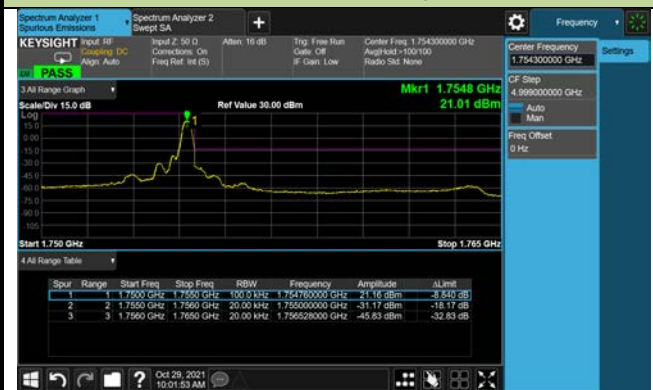 Spectrum Analyzer 1
Spurious Emissions
Spectrum Analyzer 2
Swept SA
+
Frequency
KEYSIGHT
Input: RF
Coupling: DC
Align: Auto
Input Z: 50 Ω
Corrections: On
Freq Ref: Int (S)
Atten: 16 dB
Trig: Free Run
Gate: Off
IF Gain: Low
Center Freq: 1.754300000 GHz
Avg|Hold:>100/100
Radio Std: None
PASS
Center Frequency
1.754300000 GHz
Settings
CF Step
4.999000000 GHz
Auto
Man
Freq Offset
0 Hz
3 All Range Graph
Mkr1 1.7548 GHz
Scale/Div 15.0 dB
Ref Value 30.00 dBm
21.01 dBm
Log
15.0
0.00
-15.0
-30.0
-45.0
-60.0
-75.0
-90.0
-105
1
Start 1.750 GHz
Stop 1.765 GHz
4 All Range Table
Spur Range Start Freq Stop Freq RBW Frequency Amplitude ΔLimit
1 1 1.7500 GHz 1.7550 GHz 100.0 kHz 1.754760000 GHz 21.16 dBm -8.840 dB
2 2 1.7550 GHz 1.7560 GHz 20.00 kHz 1.755000000 GHz -31.17 dBm -18.17 dB
3 3 1.7560 GHz 1.7650 GHz 20.00 kHz 1.756528000 GHz -45.83 dBm -32.83 dB
?
Oct 29, 2021
10:01:53 AM